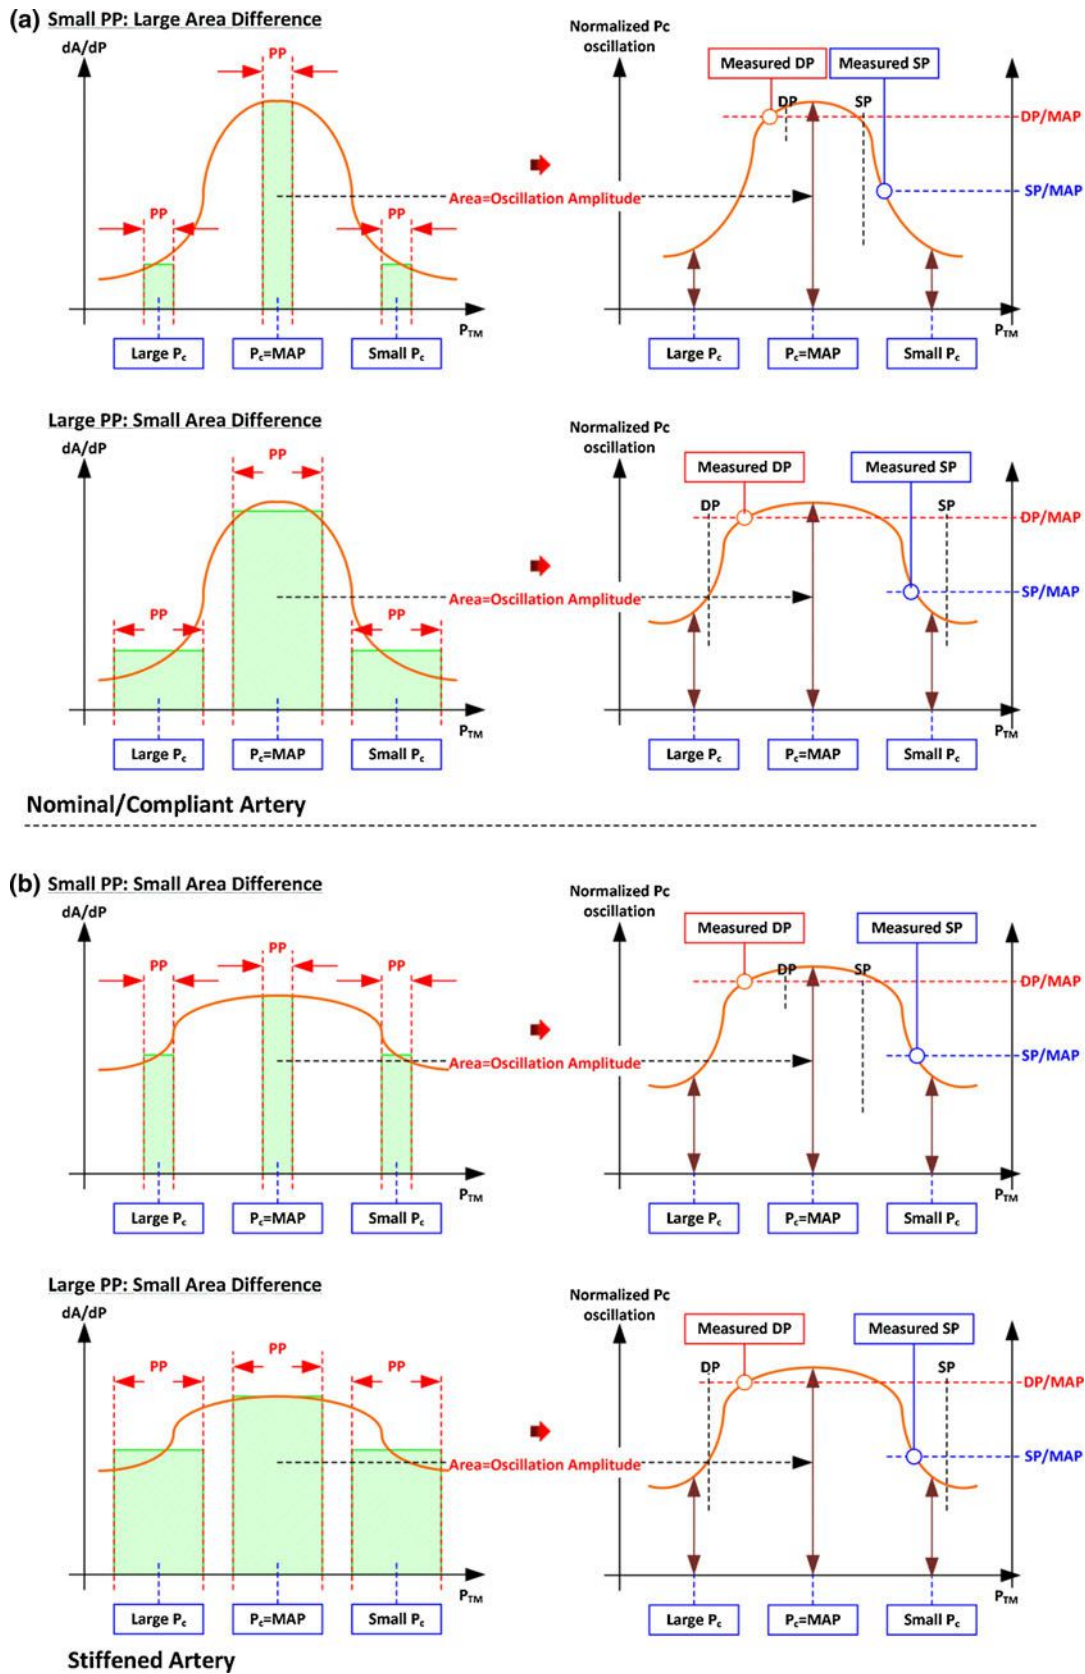 (a) Small PP: Large Area Difference
dA/dP
PP
PP
PP
Large Pc
Pc=MAP
Small Pc
PTM
Area=Oscillation Amplitude
Normalized Pc
oscillation
Measured DP
Measured SP
DP
SP
DP/MAP
SP/MAP
Large Pc
Pc=MAP
Small Pc
PTM
Large PP: Small Area Difference
dA/dP
PP
PP
PP
Large Pc
Pc=MAP
Small Pc
PTM
Area=Oscillation Amplitude
Normalized Pc
oscillation
Measured DP
Measured SP
DP
SP
DP/MAP
SP/MAP
Large Pc
Pc=MAP
Small Pc
PTM
Nominal/Compliant Artery
(b) Small PP: Small Area Difference
dA/dP
PP
PP
PP
Large Pc
Pc=MAP
Small Pc
PTM
Area=Oscillation Amplitude
Normalized Pc
oscillation
Measured DP
Measured SP
DP
SP
DP/MAP
SP/MAP
Large Pc
Pc=MAP
Small Pc
PTM
Large PP: Small Area Difference
dA/dP
PP
PP
PP
Large Pc
Pc=MAP
Small Pc
PTM
Area=Oscillation Amplitude
Normalized Pc
oscillation
Measured DP
Measured SP
DP
SP
DP/MAP
SP/MAP
Large Pc
Pc=MAP
Small Pc
PTM
Stiffened Artery